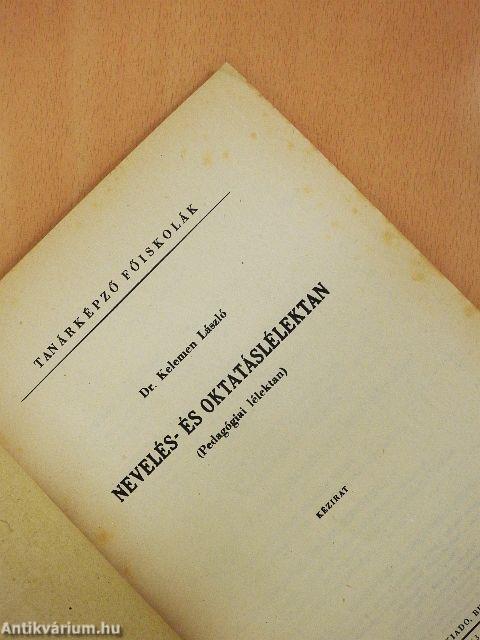 TANÁRKÉPZŐ FŐISKOLÁK
Dr. Kelemen László
NEVELÉS- ÉS OKTATÁSLÉLEKTAN
(Pedagógiai lélektan)
KÉZIRAT
Antikvárium.hu